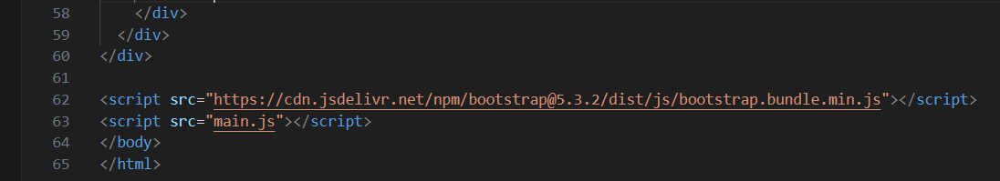 58 </div>
59 </div>
60 </div>
61
62 <script src="https://cdn.jsdelivr.net/npm/bootstrap@5.3.2/dist/js/bootstrap.bundle.min.js"></script>
63 <script src="main.js"></script>
64 </body>
65 </html>